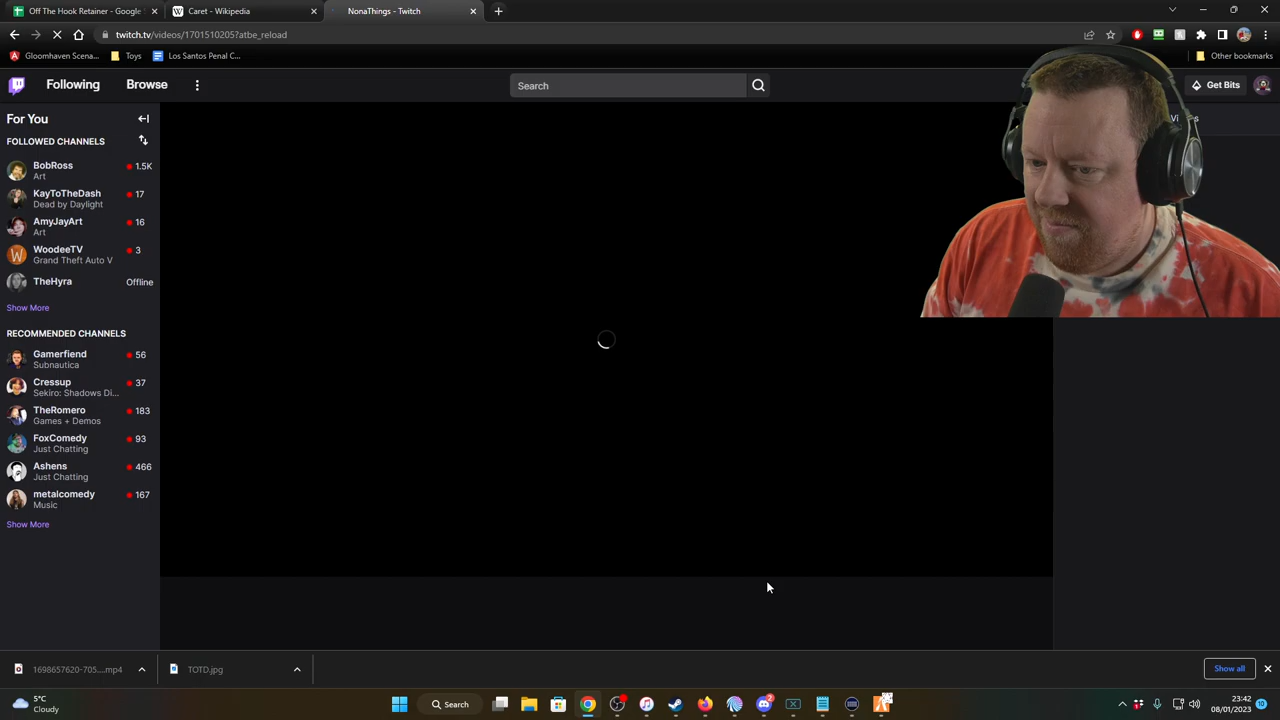 Off The Hook Retainer - Google
Caret - Wikipedia
NonaThings - Twitch
twitch.tv/videos/1701510205?atbe_reload
Gloomhaven Scena...
Toys
Los Santos Penal C...
Other bookmarks
Following
Browse
Search
Get Bits
For You
FOLLOWED CHANNELS
BobRoss
1.5K
Art
KayToTheDash
17
Dead by Daylight
AmyJayArt
16
Art
WoodeeTV
3
Grand Theft Auto V
TheHyra
Offline
Show More
RECOMMENDED CHANNELS
Gamerfiend
56
Subnautica
Cressup
37
Sekiro: Shadows Di...
TheRomero
183
Games + Demos
FoxComedy
93
Just Chatting
Ashens
466
Just Chatting
metalcomedy
167
Music
Show More
1698657620-705....mp4
TOTD.jpg
Show all
5°C
Cloudy
Search
2
23:42
08/01/2023
10